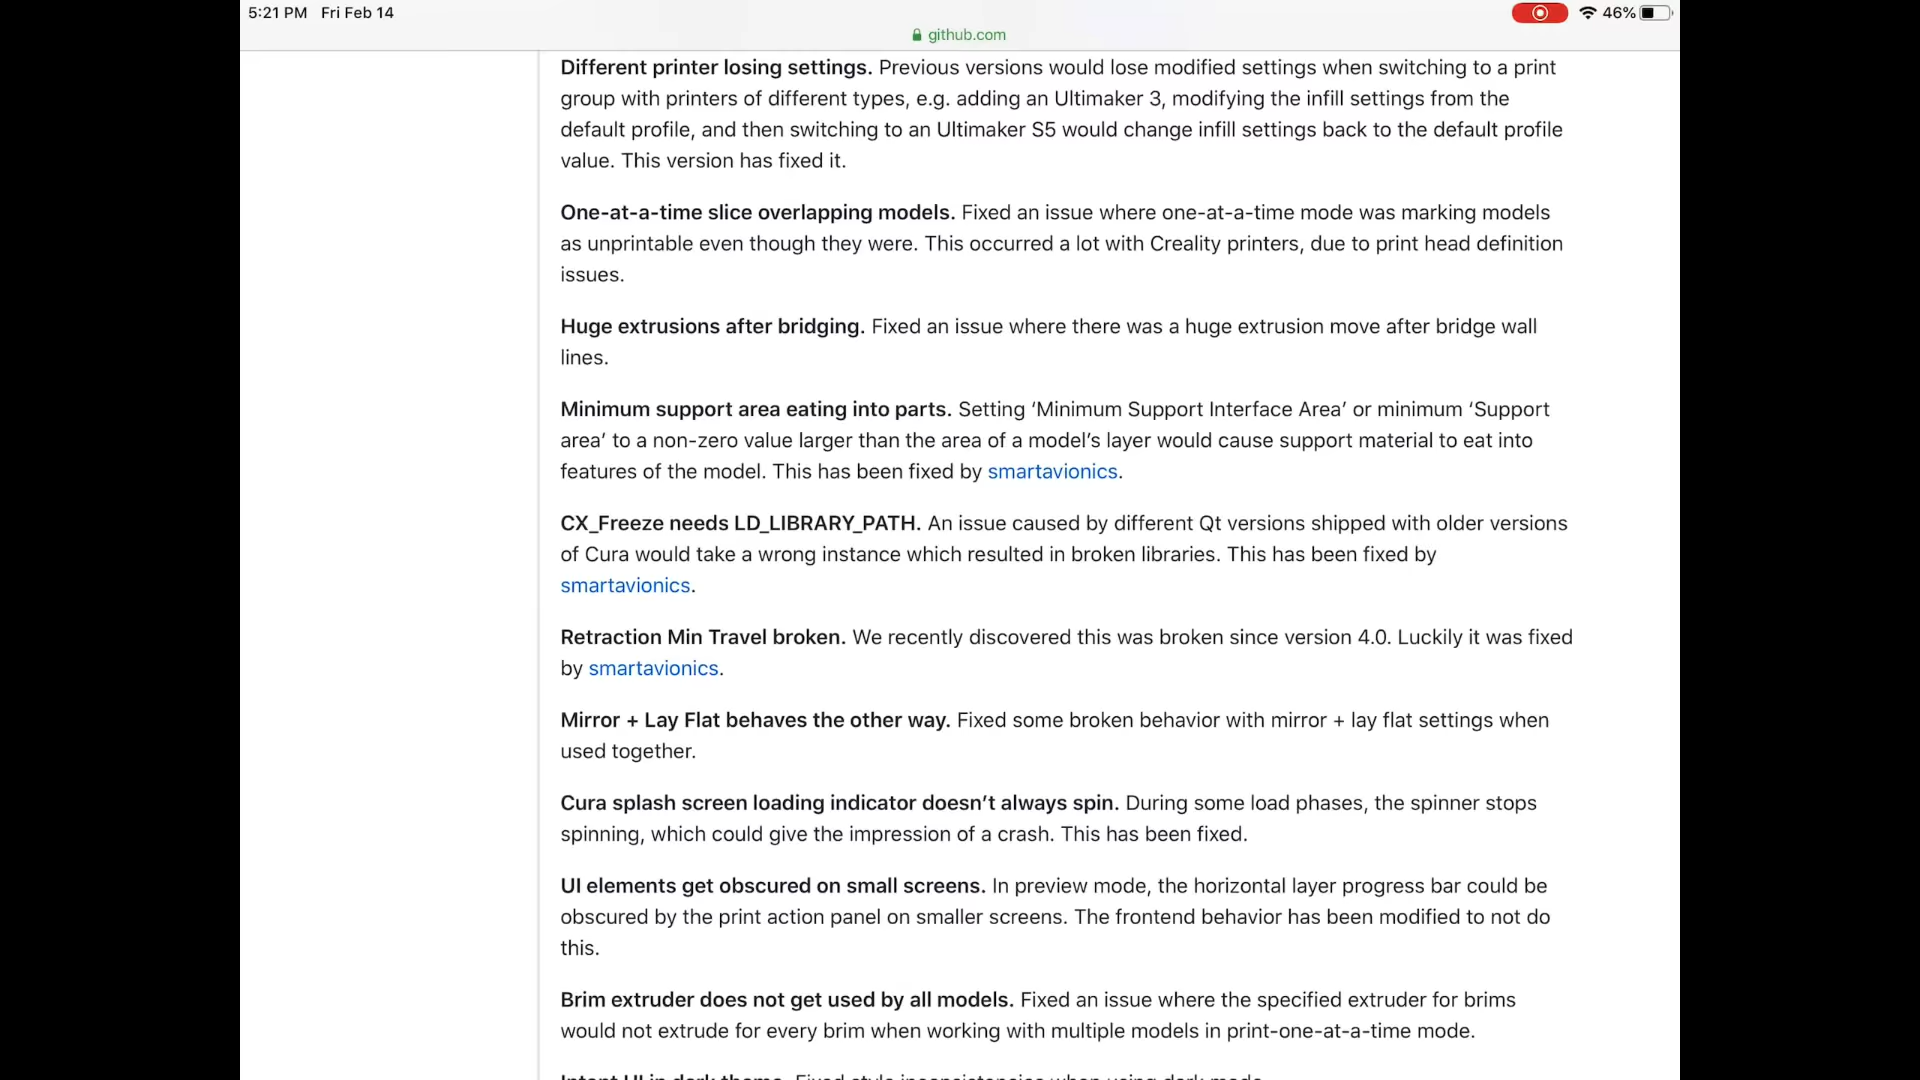 5:21 PM Fri Feb 14
46%
github.com
Different printer losing settings. Previous versions would lose modified settings when switching to a print
group with printers of different types, e.g. adding an Ultimaker 3, modifying the infill settings from the
default profile, and then switching to an Ultimaker S5 would change infill settings back to the default profile
value. This version has fixed it.
One-at-a-time slice overlapping models. Fixed an issue where one-at-a-time mode was marking models
as unprintable even though they were. This occurred a lot with Creality printers, due to print head definition
issues.
Huge extrusions after bridging. Fixed an issue where there was a huge extrusion move after bridge wall
lines.
Minimum support area eating into parts. Setting ‘Minimum Support Interface Area’ or minimum ‘Support
area’ to a non-zero value larger than the area of a model’s layer would cause support material to eat into
features of the model. This has been fixed by smartavionics.
CX_Freeze needs LD_LIBRARY_PATH. An issue caused by different Qt versions shipped with older versions
of Cura would take a wrong instance which resulted in broken libraries. This has been fixed by
smartavionics.
Retraction Min Travel broken. We recently discovered this was broken since version 4.0. Luckily it was fixed
by smartavionics.
Mirror + Lay Flat behaves the other way. Fixed some broken behavior with mirror + lay flat settings when
used together.
Cura splash screen loading indicator doesn’t always spin. During some load phases, the spinner stops
spinning, which could give the impression of a crash. This has been fixed.
UI elements get obscured on small screens. In preview mode, the horizontal layer progress bar could be
obscured by the print action panel on smaller screens. The frontend behavior has been modified to not do
this.
Brim extruder does not get used by all models. Fixed an issue where the specified extruder for brims
would not extrude for every brim when working with multiple models in print-one-at-a-time mode.
Intent UI in dark theme. Fixed style inconsistencies when using dark mode.